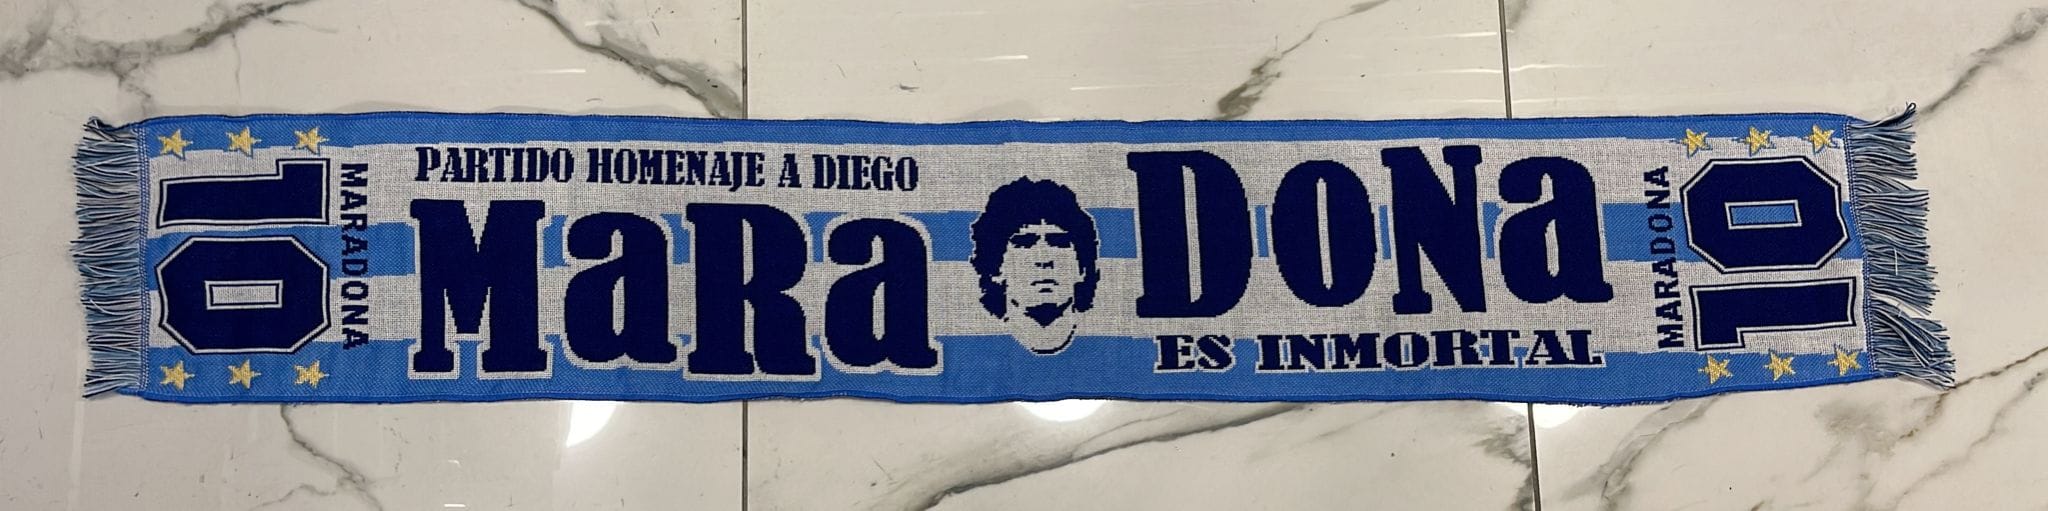 10
MARADONA
PARTIDO HOMENAJE A DIEGO
MaRa DoNa
ES INMORTAL
MARADONA
10